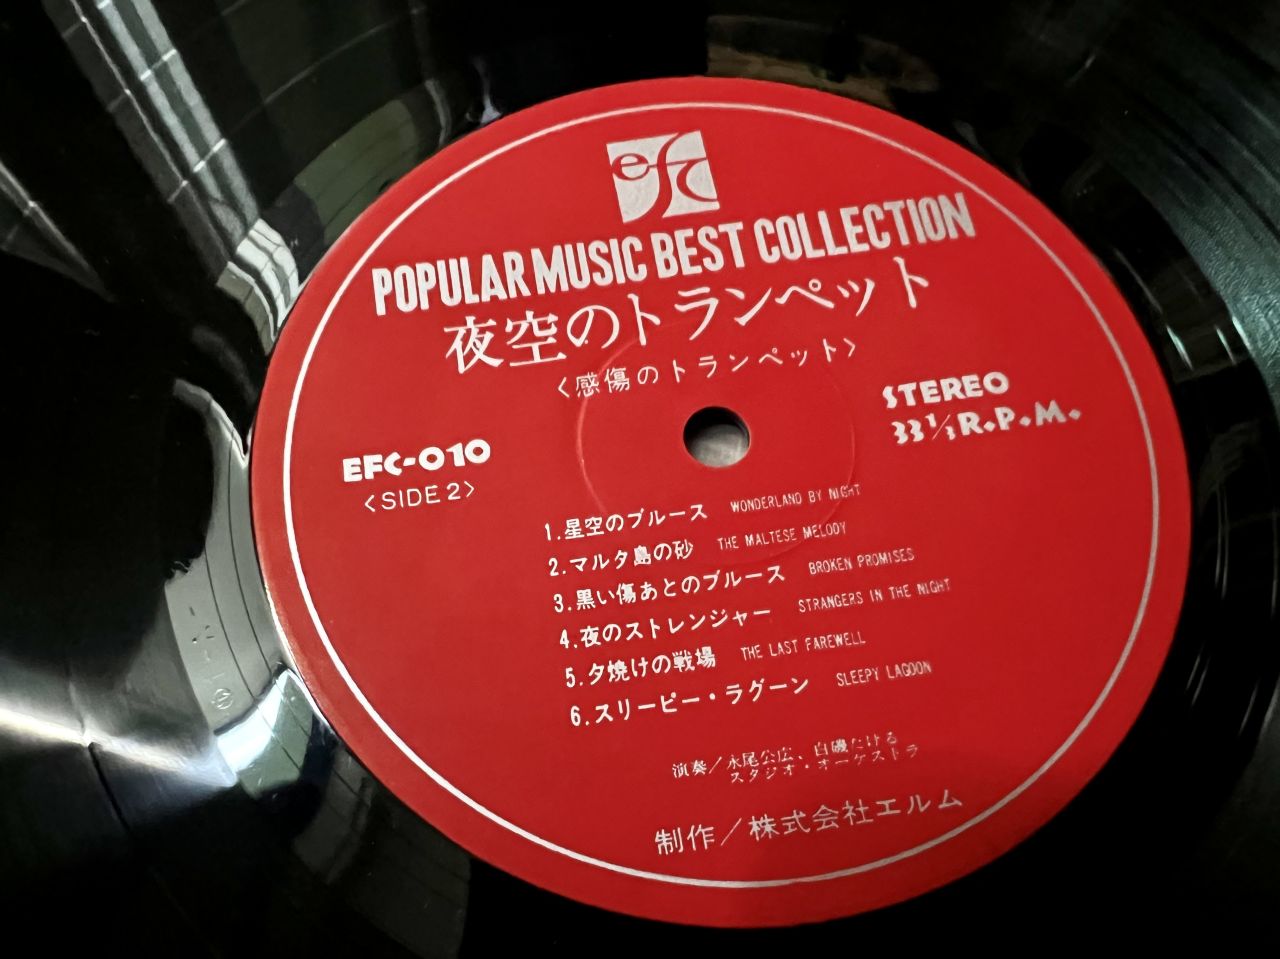 efc
POPULAR MUSIC BEST COLLECTION
夜空のトランペット
<感傷のトランペット>
STEREO
33 1/3 R.P.M.
EFC-010
<SIDE 2>
1.星空のブルース WONDERLAND BY NIGHT
2.マルタ島の砂 THE MALTESE MELODY
3.黒い傷あとのブルース BROKEN PROMISES
4.夜のストレンジャー STRANGERS IN THE NIGHT
5.夕焼けの戦場 THE LAST FAREWELL
6.スリーピー・ラグーン SLEEPY LAGOON
演奏/永尾公広、白磯たける
スタジオ・オーケストラ
制作/株式会社エルム